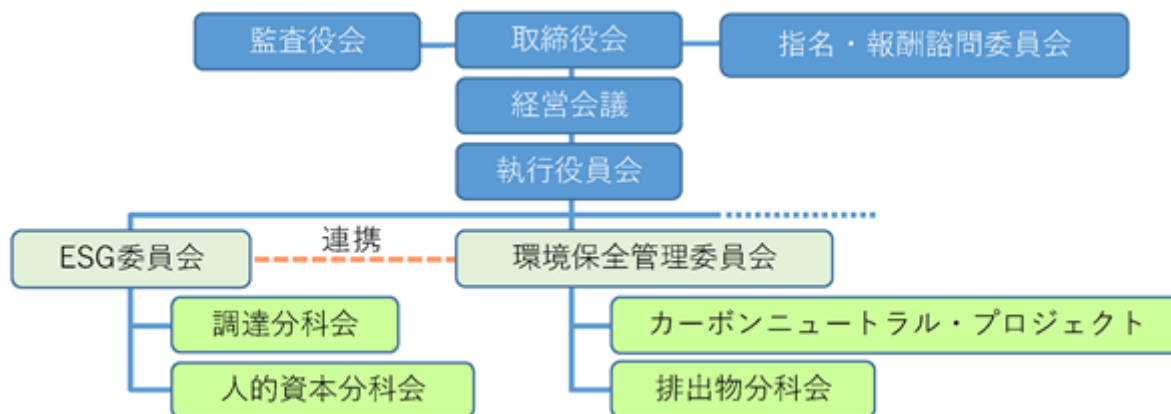 監査役会
取締役会
指名・報酬諮問委員会
経営会議
執行役員会
ESG委員会
連携
環境保全管理委員会
調達分科会
カーボンニュートラル・プロジェクト
人的資本分科会
排出物分科会